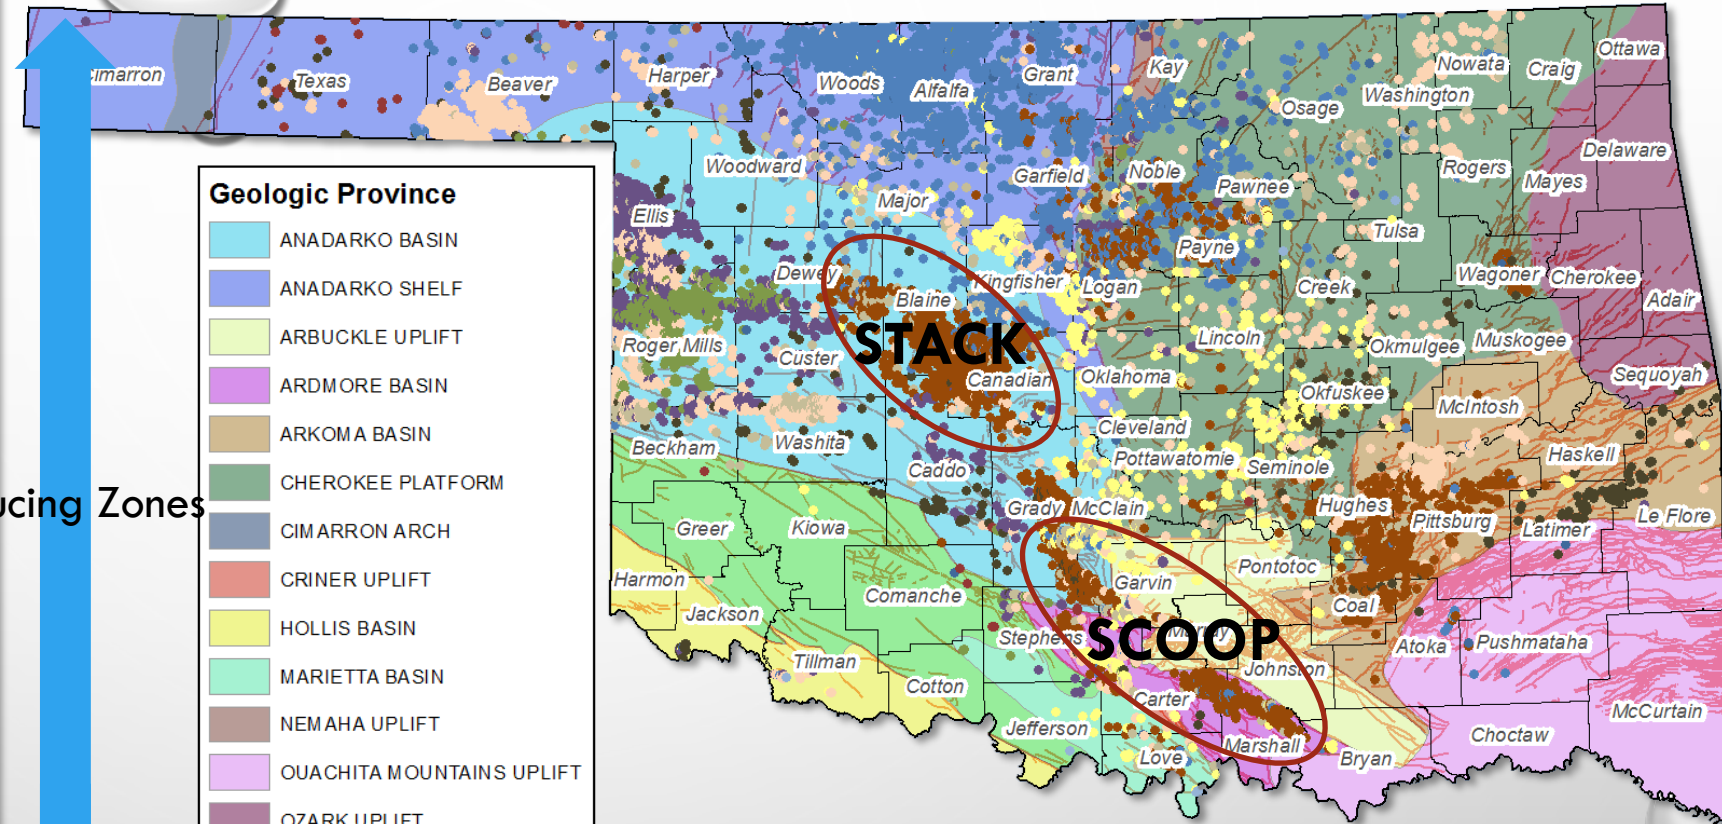 imarron
Texas
Beaver
Harper
Woods
Alfalfa
Grant
Kay
Osage
Washington
Nowata
Craig
Ottawa
Woodward
Garfield
Noble
Pawnee
Rogers
Mayes
Delaware
Ellis
Major
Payne
Tulsa
Dewey
Blaine
Kingfisher
Logan
Creek
Wagoner
Cherokee
Adair
STACK
Roger Mills
Custer
Canadian
Oklahoma
Lincoln
Okmulgee
Muskogee
Okfuskee
Sequoyah
McIntosh
Beckham
Washita
Caddo
Cleveland
Pottawatomie
Seminole
Haskell
ucing Zones
Greer
Kiowa
Grady
McClain
Hughes
Pittsburg
Latimer
Le Flore
Harmon
Jackson
Comanche
Garvin
Pontotoc
Coal
Stephens
SCOOP
Johnston
Atoka
Pushmataha
Tillman
Cotton
Carter
Jefferson
Love
Marshall
Bryan
Choctaw
McCurtain
Geologic Province
ANADARKO BASIN
ANADARKO SHELF
ARBUCKLE UPLIFT
ARDMORE BASIN
ARKOMA BASIN
CHEROKEE PLATFORM
CIMARRON ARCH
CRINER UPLIFT
HOLLIS BASIN
MARIETTA BASIN
NEMAHA UPLIFT
OUACHITA MOUNTAINS UPLIFT
OZARK UPLIFT